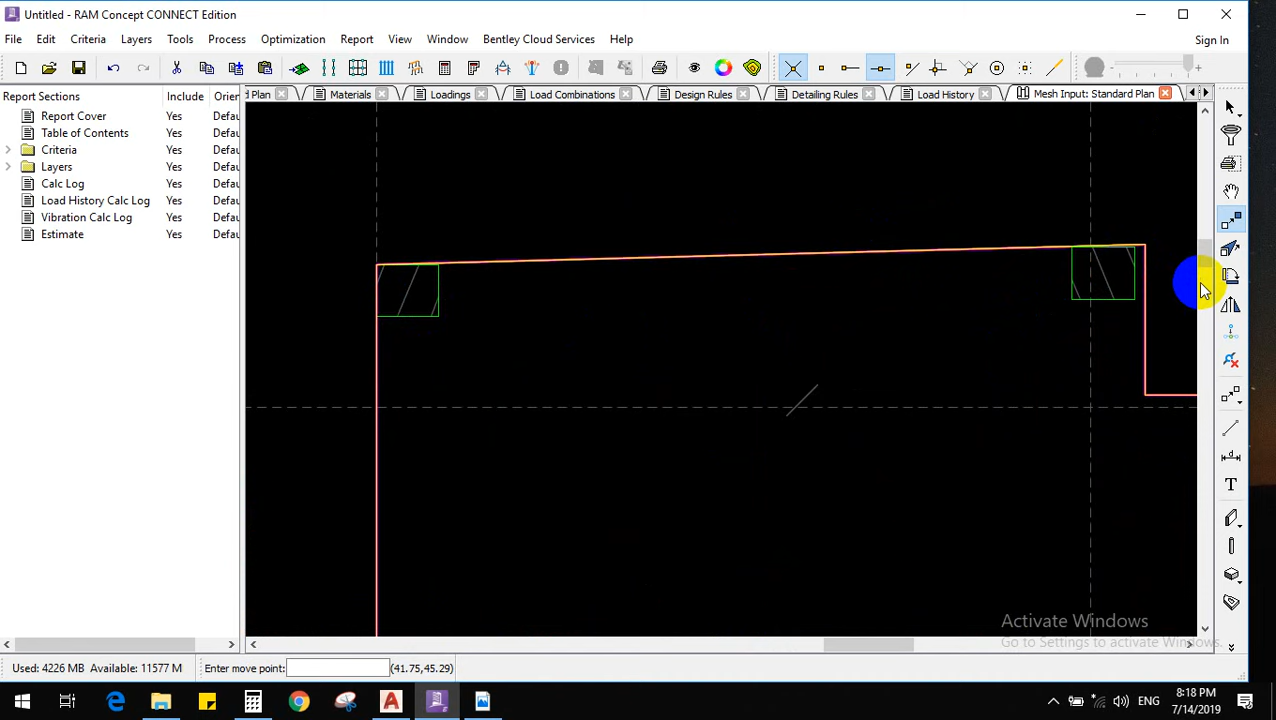 Untitled - RAM Concept CONNECT Edition
File Edit Criteria Layers Tools Process Optimization Report View Window Bentley Cloud Services Help
Sign In
Report Sections Include Orier
d Plan Materials Loadings Load Combinations Design Rules Detailing Rules Load History Mesh Input: Standard Plan
Report Cover Yes Defau
Table of Contents Yes Defau
Criteria Yes Defau
Layers Yes Defau
Calc Log Yes Defau
Load History Calc Log Yes Defau
Vibration Calc Log Yes Defau
Estimate Yes Defau
d
T
Activate Windows
Go to Settings to activate Windows.
Used: 4226 MB Available: 11577 M Enter move point: (41.75,45.29)
ENG
8:18 PM
7/14/2019